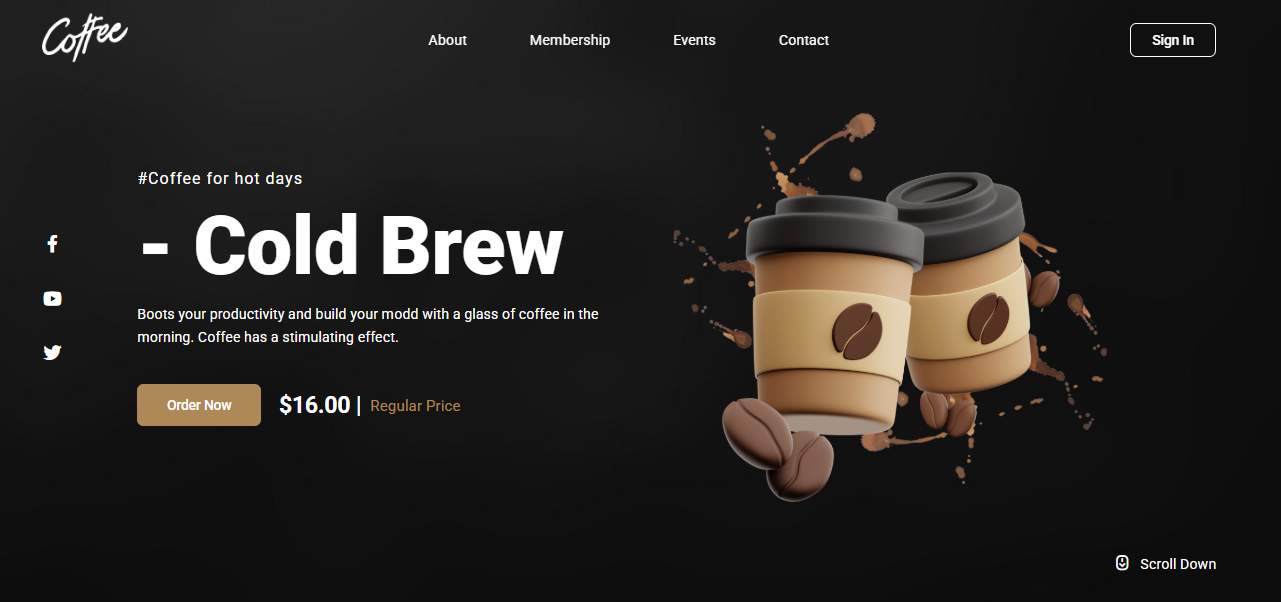 Coffee
About
Membership
Events
Contact
Sign In
#Coffee for hot days
- Cold Brew
Boots your productivity and build your modd with a glass of coffee in the
morning. Coffee has a stimulating effect.
Order Now
$16.00 | Regular Price
Scroll Down